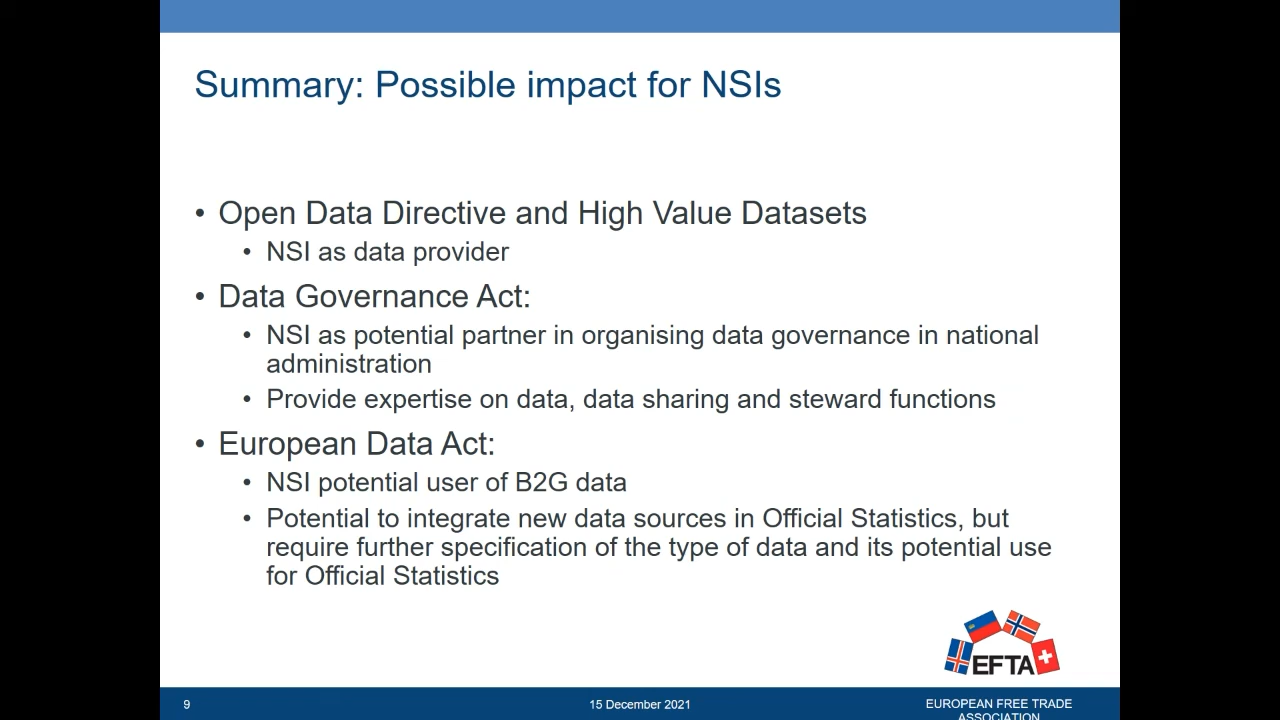 Summary: Possible impact for NSIs
• Open Data Directive and High Value Datasets
• NSI as data provider
• Data Governance Act:
• NSI as potential partner in organising data governance in national
administration
• Provide expertise on data, data sharing and steward functions
• European Data Act:
• NSI potential user of B2G data
• Potential to integrate new data sources in Official Statistics, but
require further specification of the type of data and its potential use
for Official Statistics
EFTA
9
15 December 2021
EUROPEAN FREE TRADE
ASSOCIATION